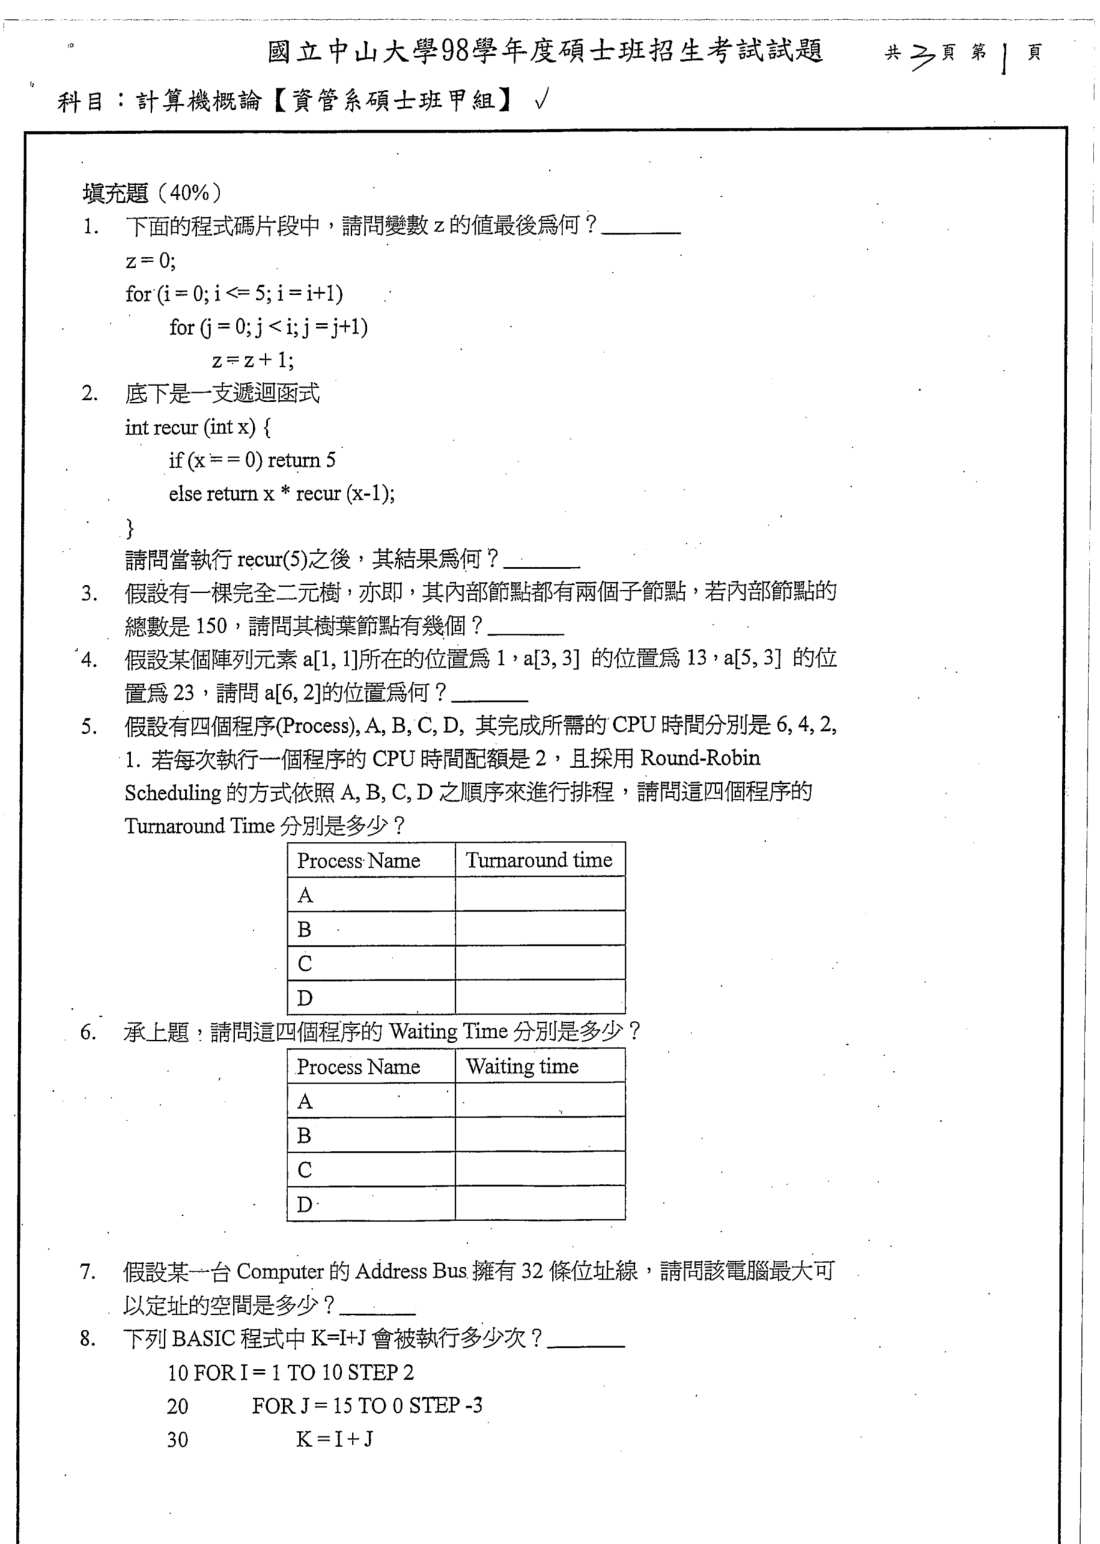 國立中山大學98學年度碩士班招生考試試題 共3頁第1頁
科目：計算機概論【資管系碩士班甲組】 √
填充題（40%）
1. 下面的程式碼片段中，請問變數 z 的值最後爲何？________
z = 0;
for (i = 0; i <= 5; i = i+1)
for (j = 0; j < i; j = j+1)
z = z + 1;
2. 底下是一支遞迴函式
int recur (int x) {
if (x = = 0) return 5
else return x * recur (x-1);
}
請問當執行 recur(5)之後，其結果爲何？________
3. 假設有一棵完全二元樹，亦即，其內部節點都有兩個子節點，若內部節點的
總數是 150，請問其樹葉節點有幾個？________
4. 假設某個陣列元素 a[1, 1]所在的位置爲 1，a[3, 3] 的位置爲 13，a[5, 3] 的位
置爲 23，請問 a[6, 2]的位置爲何？________
5. 假設有四個程序(Process), A, B, C, D, 其完成所需的 CPU 時間分別是 6, 4, 2,
1. 若每次執行一個程序的 CPU 時間配額是 2，且採用 Round-Robin
Scheduling 的方式依照 A, B, C, D 之順序來進行排程，請問這四個程序的
Turnaround Time 分別是多少？
Process Name Turnaround time
A
B
C
D
6. 承上題，請問這四個程序的 Waiting Time 分別是多少？
Process Name Waiting time
A
B
C
D
7. 假設某一台 Computer 的 Address Bus 擁有 32 條位址線，請問該電腦最大可
以定址的空間是多少？________
8. 下列 BASIC 程式中 K=I+J 會被執行多少次？________
10 FOR I = 1 TO 10 STEP 2
20 FOR J = 15 TO 0 STEP -3
30 K = I + J